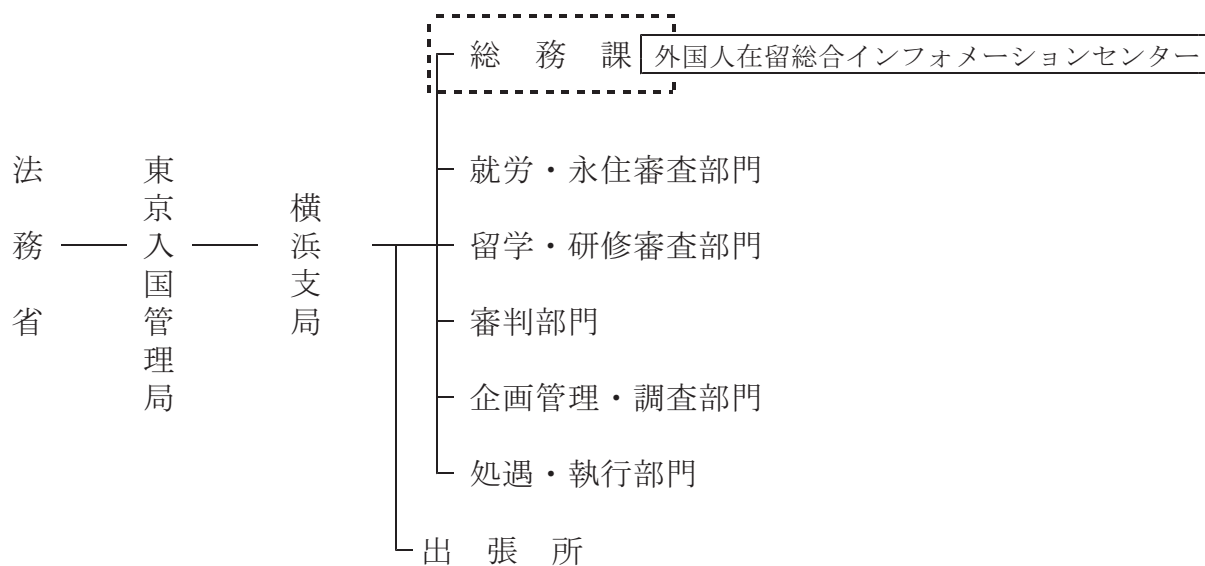 法務省
東京入国管理局
横浜支局
総務課
外国人在留総合インフォメーションセンター
就労・永住審査部門
留学・研修審査部門
審判部門
企画管理・調査部門
処遇・執行部門
出張所